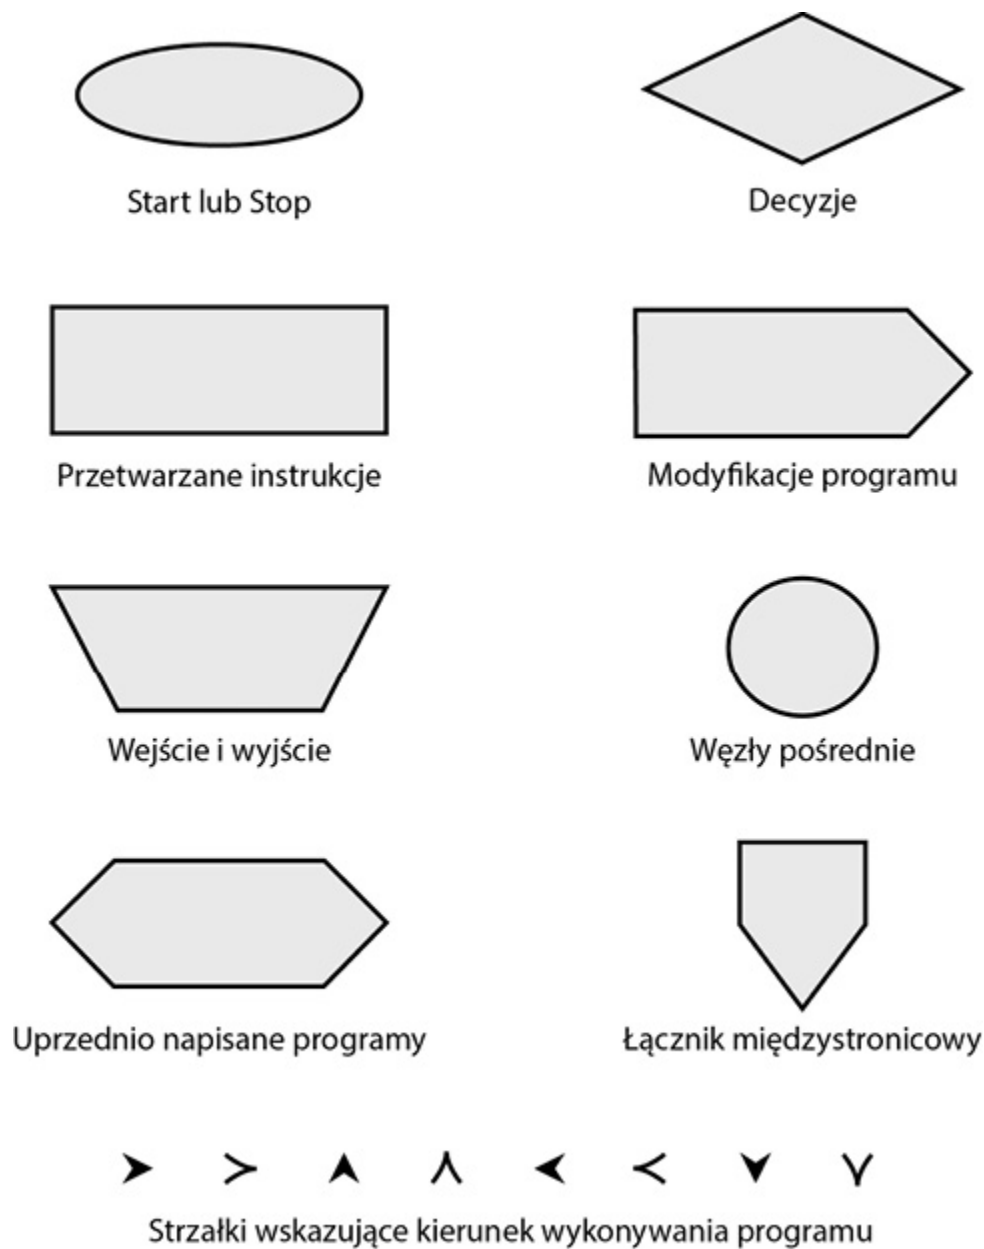 Start lub Stop
Decyzje
Przetwarzane instrukcje
Modyfikacje programu
Wejście i wyjście
Węzły pośrednie
Uprzednio napisane programy
Łącznik międzystronicowy
Strzałki wskazujące kierunek wykonywania programu